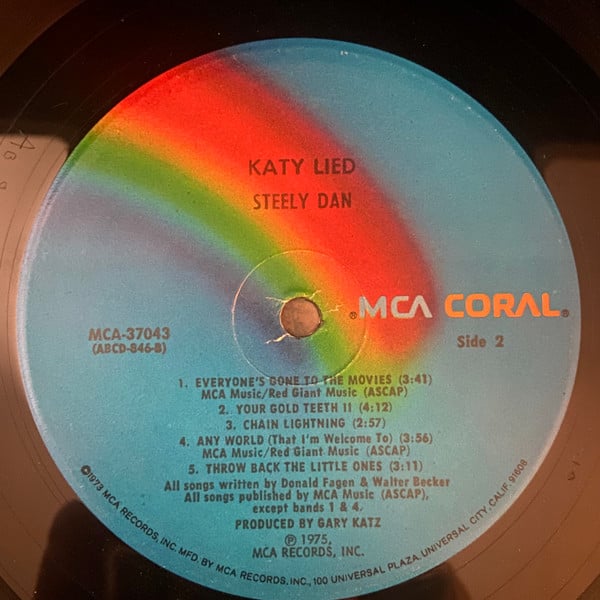 KATY LIED
STEELY DAN
MCA CORAL
MCA-37043
(ABCD-846-B)
Side 2
1. EVERYONE'S GONE TO THE MOVIES (3:41)
MCA Music/Red Giant Music (ASCAP)
2. YOUR GOLD TEETH II (4:12)
3. CHAIN LIGHTNING (2:57)
4. ANY WORLD (That I'm Welcome To) (3:56)
MCA Music/Red Giant Music (ASCAP)
5. THROW BACK THE LITTLE ONES (3:11)
All songs written by Donald Fagen & Walter Becker
All songs published by MCA Music (ASCAP),
except bands 1 & 4.
PRODUCED BY GARY KATZ
℗ 1975,
MCA RECORDS, INC.
©1973 MCA RECORDS, INC. MFD. BY MCA RECORDS, INC., 100 UNIVERSAL PLAZA, UNIVERSAL CITY, CALIF. 91608